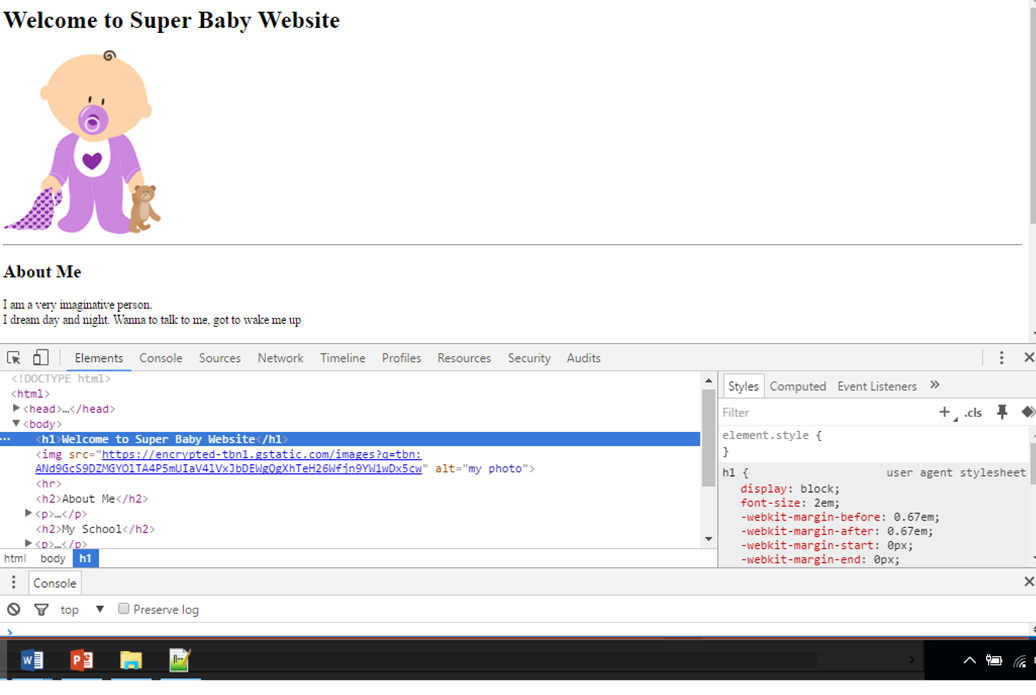 Welcome to Super Baby Website
About Me
I am a very imaginative person.
I dream day and night. Wanna to talk to me, got to wake me up
Elements Console Sources Network Timeline Profiles Resources Security Audits
<!DOCTYPE html>
<html>
<head>…</head>
<body>
<h1>Welcome to Super Baby Website</h1>
<img src="https://encrypted-tbn1.gstatic.com/images?q=tbn:
ANd9GcS9DZMGYOlTA4P5mUIaV4lVxJbDEWgQgXhTeH26Wfjn9YW1wDx5cw" alt="my photo">
<hr>
<h2>About Me</h2>
<p>…</p>
<h2>My School</h2>
<p>…</p>
html body h1
Styles Computed Event Listeners »
Filter + .cls
element.style {
}
h1 { user agent stylesheet
display: block;
font-size: 2em;
-webkit-margin-before: 0.67em;
-webkit-margin-after: 0.67em;
-webkit-margin-start: 0px;
-webkit-margin-end: 0px;
Console
top Preserve log